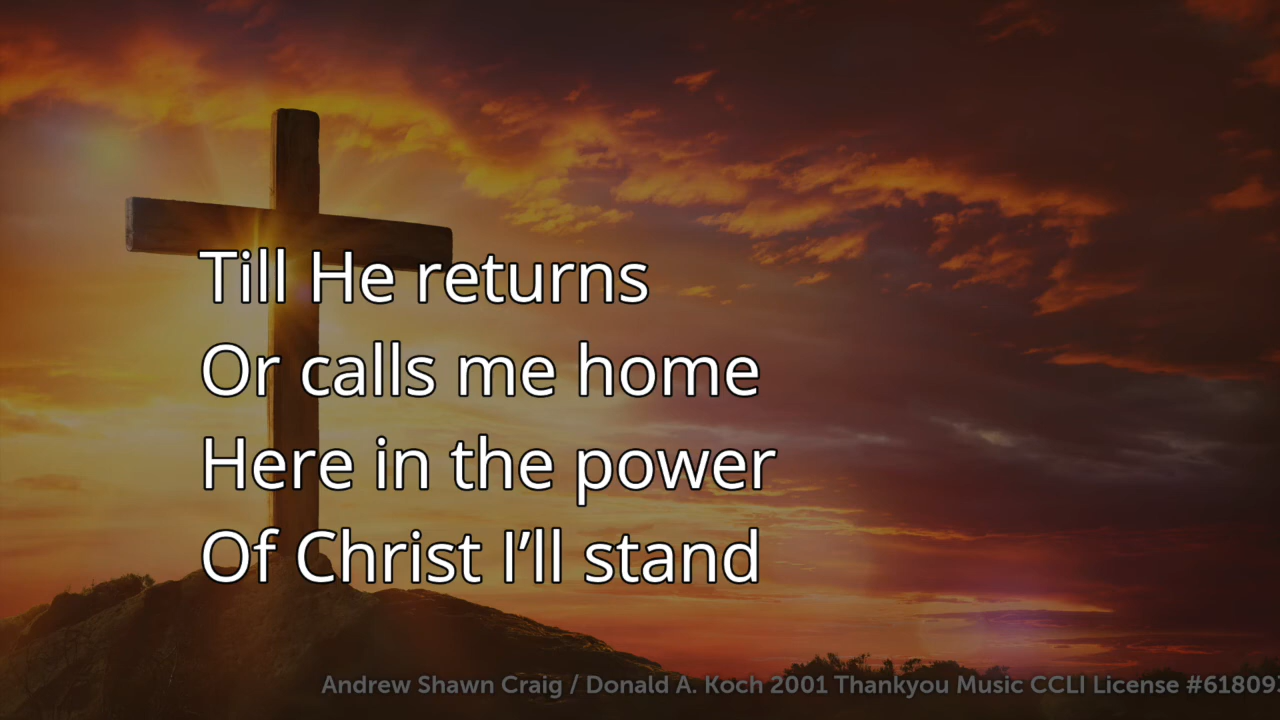 Till He returns
Or calls me home
Here in the power
Of Christ I’ll stand
Andrew Shawn Craig / Donald A. Koch 2001 Thankyou Music CCLI License #61809